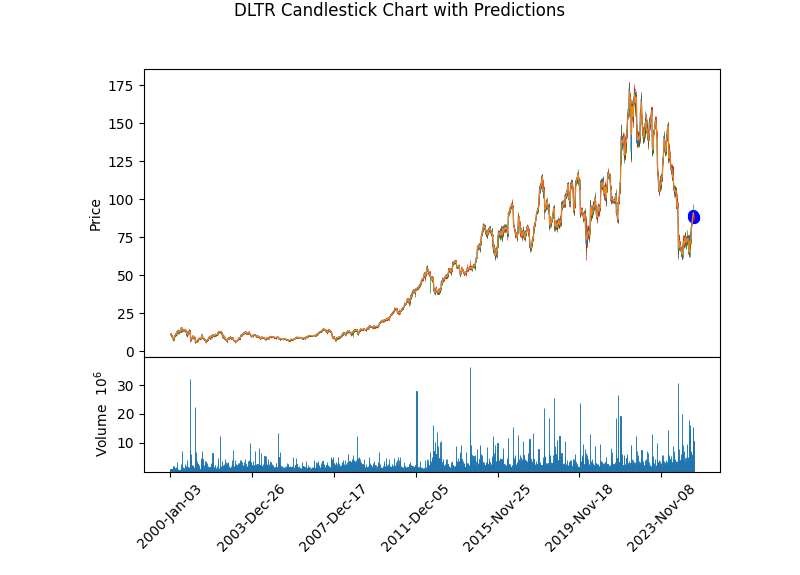 DLTR Candlestick Chart with Predictions
175
150
125
100
75
50
25
0
Price
30
20
10
Volume 10^6
2000-Jan-03
2003-Dec-26
2007-Dec-17
2011-Dec-05
2015-Nov-25
2019-Nov-18
2023-Nov-08